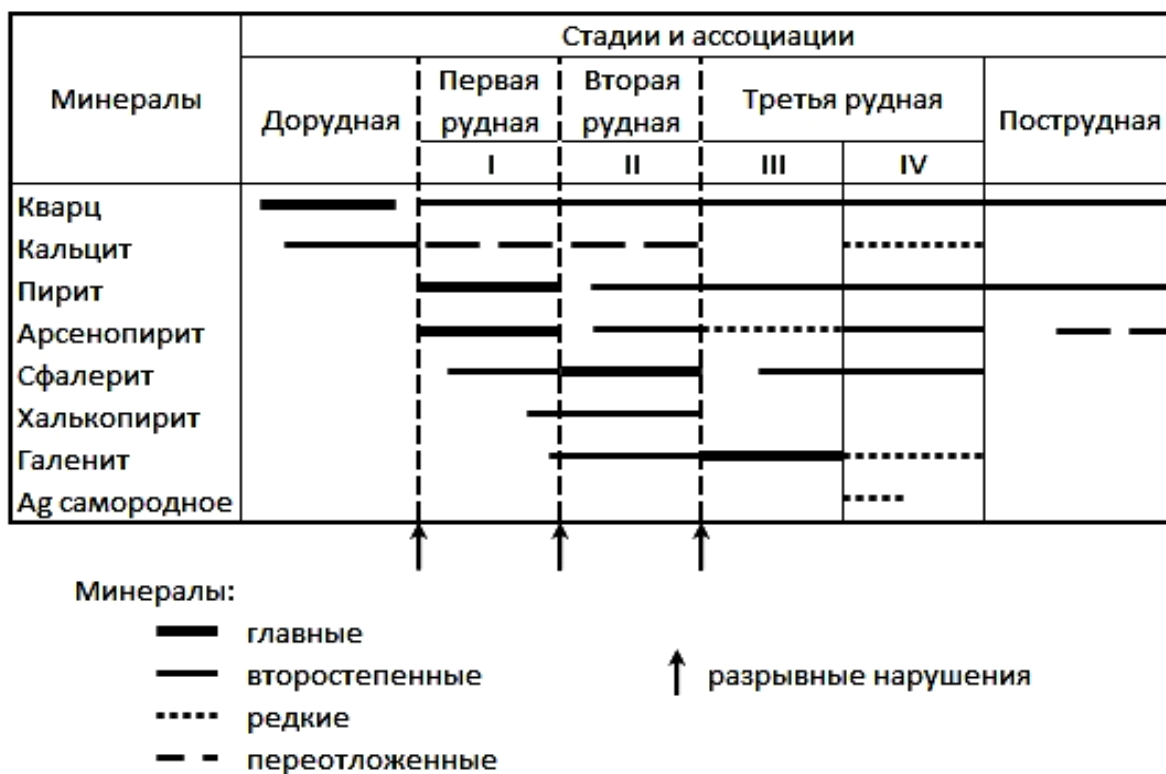 Минералы
Стадии и ассоциации
Дорудная
Первая
рудная
Вторая
рудная
Третья рудная
Пострудная
I
II
III
IV
Кварц
Кальцит
Пирит
Арсенопирит
Сфалерит
Халькопирит
Галенит
Ag самородное
Минералы:
главные
второстепенные
разрывные нарушения
редкие
переотложенные